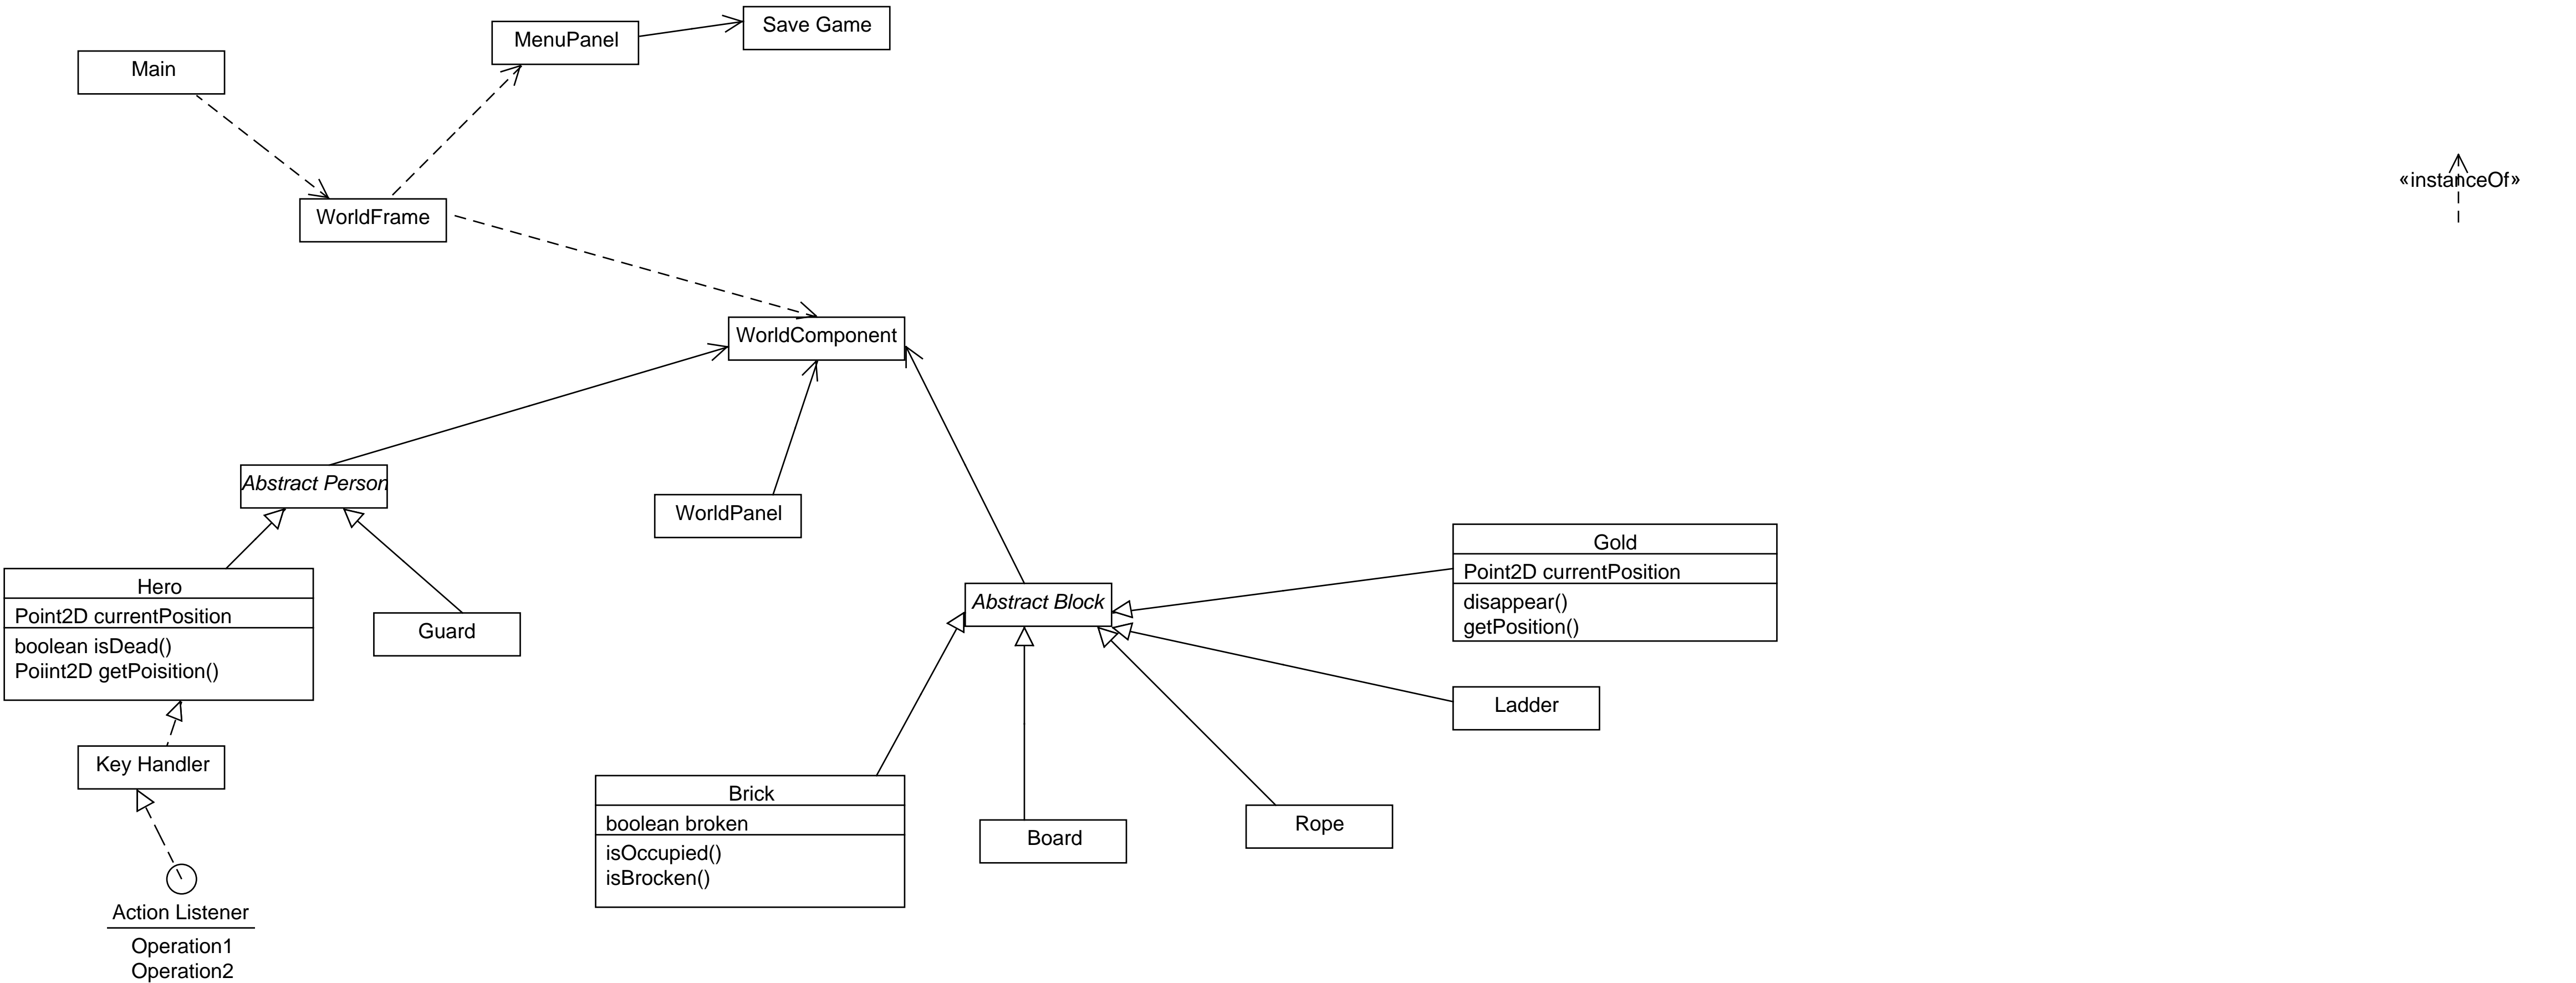 Save Game
MenuPanel
Main
«instanceOf»
WorldFrame
WorldComponent
Abstract Person
WorldPanel
Gold
Point2D currentPosition
disappear()
getPosition()
Hero
Point2D currentPosition
boolean isDead()
Poiint2D getPoisition()
Guard
Abstract Block
Ladder
Key Handler
Brick
boolean broken
isOccupied()
isBrocken()
Board
Rope
Action Listener
Operation1
Operation2